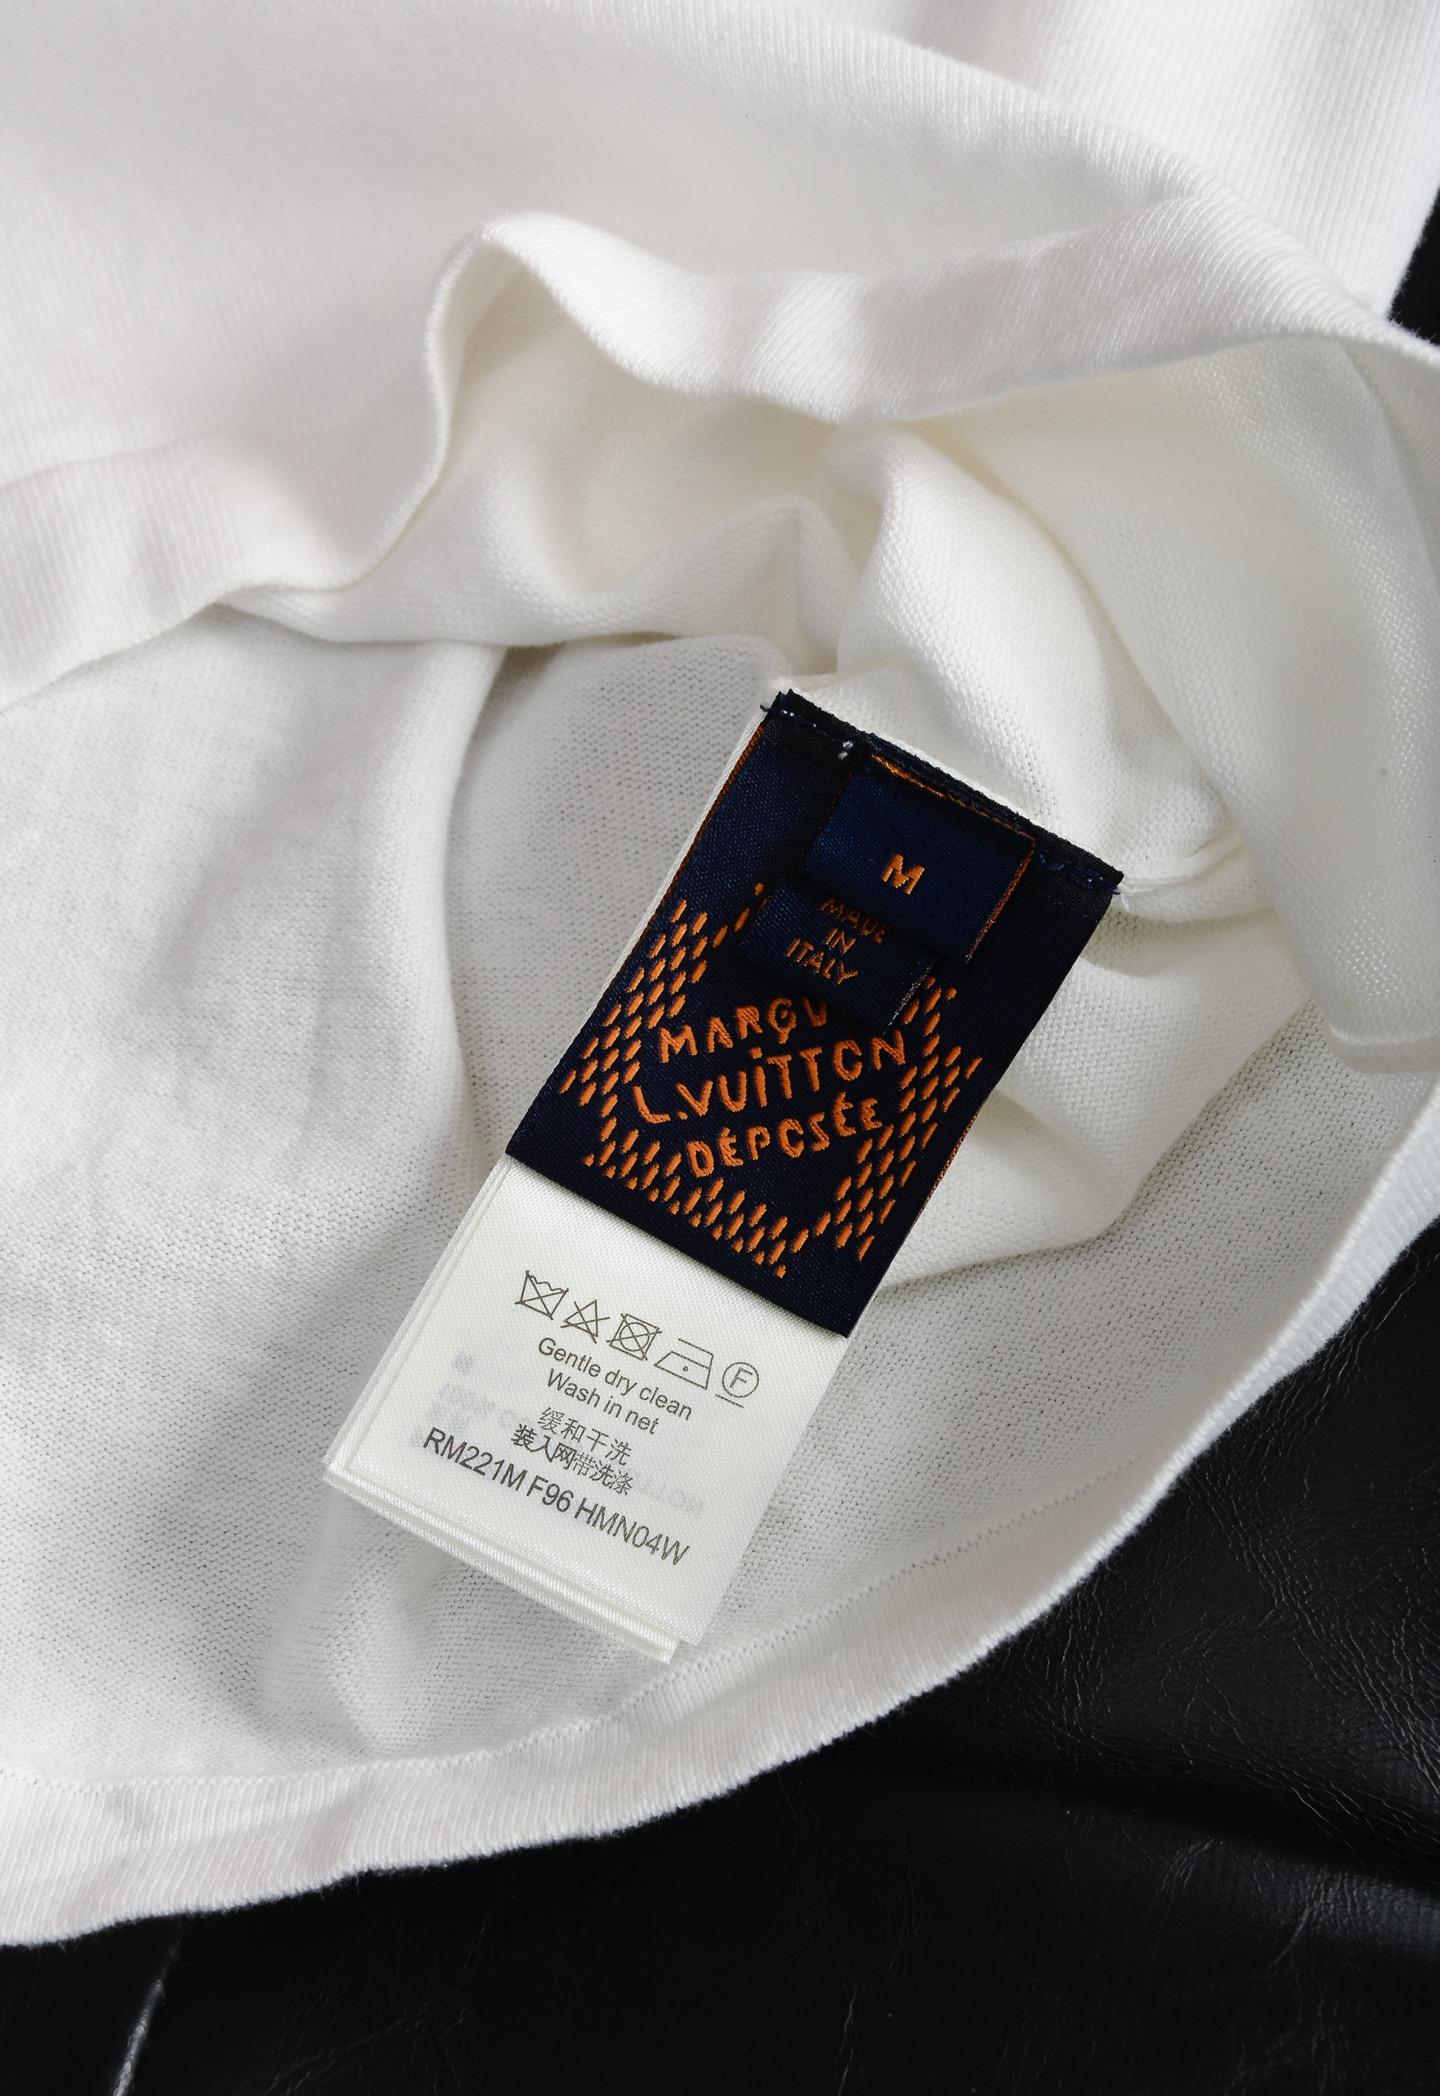 M
MADE
IN
ITALY
MARQU
L.VUITTON
DÉPOSÉE
F
Gentle dry clean
Wash in net
缓和干洗
装入网带洗涤
RM221M F96 HMN04W